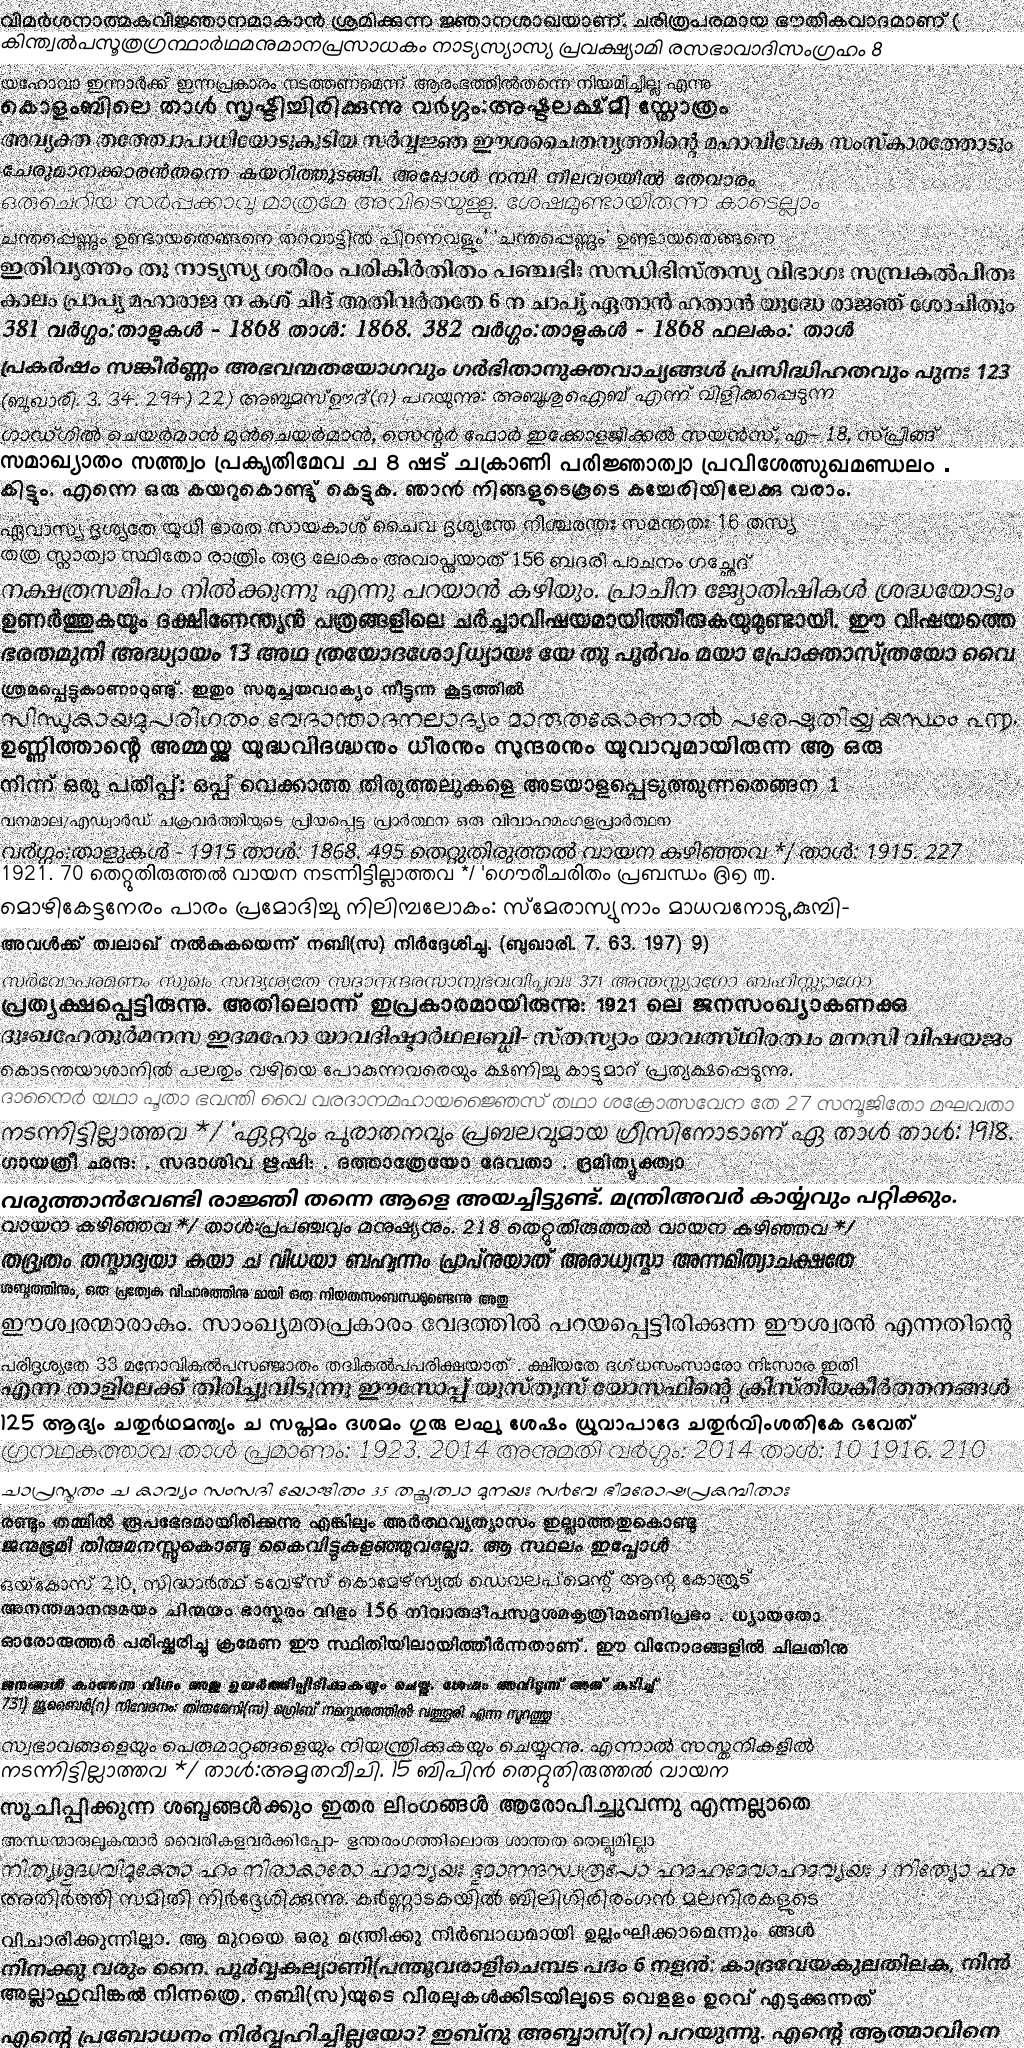 വിമർശനാത്മകവിജ്ഞാനമാകാൻ ശ്രമിക്കുന്ന ജ്ഞാനശാഖയാണ്. ചരിത്രപരമായ ഭൗതികവാദമാണ് (
കിന്ത്വൽപസൂത്രഗ്രന്ഥാർഥമനുമാനപ്രസാധകം നാട്യസ്യാസ്യ പ്രവക്ഷ്യാമി രസഭാവാദിസംഗ്രഹം 8
യഹോവാ ഇന്നാർക്ക് ഇന്നപ്രകാരം നടത്തണമെന്ന് ആരംഭത്തിൽതന്നെ നിയമിച്ചില്ല എന്നു
കൊളംബിലെ താൾ സൃഷ്ടിച്ചിരിക്കുന്നു വർഗ്ഗം:അഷ്ടലക്ഷ്മി സ്തോത്രം
അവ്യക്ത തത്ത്വോപാധിയോടുകൂടിയ സർവ്വജ്ഞ ഈശചൈതന്യത്തിന്റെ മഹാവിവേക സംസ്കാരത്തോടും
ചേരുമാനക്കാരൻതന്നെ കയറിത്തുടങ്ങി. അപ്പോൾ നമ്പി നിലവറയിൽ തേവാരം
ഒരുചെറിയ സർപ്പക്കാവു മാത്രമേ അവിടെയുള്ളു. ശേഷമുണ്ടായിരുന്ന കാടെല്ലാം
ചന്തപ്പെണ്ണും ഉണ്ടായതെങ്ങനെ തറവാട്ടിൽ പിറന്നവളും' 'ചന്തപ്പെണ്ണും' ഉണ്ടായതെങ്ങനെ
ഇതിവൃത്തം തു നാട്യസ്യ ശരീരം പരികീർതിതം പഞ്ചഭിഃ സന്ധിഭിസ്തസ്യ വിഭാഗഃ സമ്പ്രകൽപിതഃ
കാലം പ്രാപ്യ മഹാരാജ ന കശ് ചിദ് അതിവർതതേ 6 ന ചാപ്യ് ഏതാൻ ഹതാൻ യുദ്ധേ രാജഞ് ശോചിതും
381 വർഗ്ഗം:താളുകൾ - 1868 താൾ: 1868. 382 വർഗ്ഗം:താളുകൾ - 1868 ഫലകം: താൾ
പ്രകർഷം സങ്കീർണ്ണം അഭവന്മതയോഗവും ഗർഭിതാനുക്തവാച്യങ്ങൾ പ്രസിദ്ധിഹതവും പുനഃ 123
(ബുഖാരി. 3. 34. 294) 22) അബൂമസ്ഊദ്(റ) പറയുന്നു: അബൂശുഐബ് എന്ന് വിളിക്കപ്പെടുന്ന
ഗാഡ്ഗിൽ ചെയർമാൻ മുൻചെയർമാൻ, സെന്റർ ഫോർ ഇക്കോളജിക്കൽ സയൻസ്, എ- 18, സ്പ്രിങ്ങ്
സമാഖ്യാതം സത്ത്വം പ്രകൃതിമേവ ച 8 ഷട് ചക്രാണി പരിജ്ഞാത്വാ പ്രവിശേത്സുഖമണ്ഡലം .
കിട്ടും. എന്നെ ഒരു കയറുകൊണ്ടു് കെട്ടുക. ഞാൻ നിങ്ങളുടെകൂടെ കച്ചേരിയിലേക്കു വരാം.
ഏവാസ്യ ദൃശ്യതേ യുധി ഭാരത സായകാശ് ചൈവ ദൃശ്യന്തേ നിശ്ചരന്തഃ സമന്തതഃ 16 തസ്യ
തത്ര സ്നാത്വാ സ്ഥിതോ രാത്രിം രുദ്ര ലോകം അവാപ്നുയാത് 156 ബദരീ പാചനം ഗച്ഛേദ്
നക്ഷത്രസമീപം നിൽക്കുന്നു എന്നു പറയാൻ കഴിയും. പ്രാചീന ജ്യോതിഷികൾ ശ്രദ്ധയോടും
ഉണർത്തുകയും ദക്ഷിണേന്ത്യൻ പത്രങ്ങളിലെ ചർച്ചാവിഷയമായിത്തീരുകയുമുണ്ടായി. ഈ വിഷയത്തെ
ഭരതമുനി അദ്ധ്യായം 13 അഥ ത്രയോദശോഽധ്യായഃ യേ തു പൂർവം മയാ പ്രോക്താസ്ത്രയോ വൈ
ശ്രമപ്പെട്ടുകാണാറുണ്ടു്. ഇതും സമുച്ചയവാക്യം നീട്ടുന്ന കൂട്ടത്തിൽ
ഉണ്ണിത്താന്റെ അമ്മയ്ക്കു യുദ്ധവിദഗ്ദ്ധനും ധീരനും സുന്ദരനും യുവാവുമായിരുന്ന ആ ഒരു
നിന്ന് ഒരു പതിപ്പ്: ഒപ്പ് വെക്കാത്ത തിരുത്തലുകളെ അടയാളപ്പെടുത്തുന്നതെങ്ങന 1
വനമാല/എഡ്വാർഡ് ചക്രവർത്തിയുടെ പ്രിയപ്പെട്ട പ്രാർത്ഥന ഒരു വിവാഹമംഗളപ്രാർത്ഥന
വർഗ്ഗം:താളുകൾ - 1915 താൾ: 1868. 495 തെറ്റുതിരുത്തൽ വായന കഴിഞ്ഞവ */ താൾ: 1915. 227
1921. 70 തെറ്റുതിരുത്തൽ വായന നടന്നിട്ടില്ലാത്തവ */ 'ഗൌരീചരിതം പ്രബന്ധം ൫൭ ൱.
മൊഴികേട്ടനേരം പാരം പ്രമോദിച്ചു നിലിമ്പലോകം: സ്മേരാസ്യുനാം മാധവനോടു,കുമ്പി-
അവൾക്ക് ത്വലാഖ് നൽകുകയെന്ന് നബി(സ) നിർദ്ദേശിച്ചു. (ബുഖാരി. 7. 63. 197) 9)
സർവോപരമണം സുഖം സന്ദൃശ്യതേ സദാനന്ദരസാനുഭവവിപ്ലവഃ 371 അന്തസ്ത്യാഗോ ബഹിസ്ത്യാഗോ
പ്രത്യക്ഷപ്പെട്ടിരുന്നു. അതിലൊന്ന് ഇപ്രകാരമായിരുന്നു: 1921 ലെ ജനസംഖ്യാകണക്കു
ദുഃഖഹേതുർമനസ ഇദമഹോ യാവദിഷ്ടാർഥലബ്ധി- സ്തസ്യാം യാവത്സ്ഥിരത്വം മനസി വിഷയജം
കൊടന്തയാശാനിൽ പലതും വഴിയെ പോകുന്നവരെയും ക്ഷണിച്ചു കാട്ടുമാറ് പ്രത്യക്ഷപ്പെടുന്നു.
ദാനൈർ യഥാ പൂതാ ഭവന്തി വൈ വരദാനമഹായജ്ഞൈസ് തഥാ ശക്രോത്സവേന തേ 27 സമ്പൂജിതോ മഘവതാ
നടന്നിട്ടില്ലാത്തവ */ 'ഏറ്റവും പുരാതനവും പ്രബലവുമായ ഗ്രീസിനോടാണ് ഏ താൾ താൾ: 1918.
ഗായത്രീ ഛന്ദ: . സദാശിവ ഋഷി: . ദത്താത്രേയോ ദേവതാ . ദ്രമിത്യുക്ത്വാ
വരുത്താൻവേണ്ടി രാജ്ഞി തന്നെ ആളെ അയച്ചിട്ടുണ്ട്. മന്ത്രിഅവർ കാൎയ്യവും പറ്റിക്കും.
വായന കഴിഞ്ഞവ */ താൾ:പ്രപഞ്ചവും മനുഷ്യനും. 218 തെറ്റുതിരുത്തൽ വായന കഴിഞ്ഞവ */
തദ്വ്രതം തസ്മാദ്യയാ കയാ ച വിധയാ ബഹ്വന്നം പ്രാപ്നുയാത് അരാധ്യസ്മാ അന്നമിത്യാചക്ഷതേ
ശബ്ദത്തിനും, ഒരു പ്രത്യേക വിചാരത്തിനു മായി ഒരു നിയതസംബന്ധമുണ്ടെന്നു അതു
ഈശ്വരന്മാരാകും. സാംഖ്യമതപ്രകാരം വേദത്തിൽ പറയപ്പെട്ടിരിക്കുന്ന ഈശ്വരൻ എന്നതിന്റെ
പരിദൃശ്യതേ 33 മനോവികൽപസഞ്ജാതം തദ്വികൽപപരിക്ഷയാത് . ക്ഷീയതേ ദഗ്ധസംസാരോ നിഃസാര ഇതി
എന്ന താളിലേക്ക് തിരിച്ചുവിടുന്നു ഈസോപ്പ് യുസ്തുസ് യോസഫിന്റെ ക്രിസ്തീയകീർത്തനങ്ങൾ
125 ആദ്യം ചതുർഥമന്ത്യം ച സപ്തമം ദശമം ഗുരു ലഘു ശേഷം ധ്രുവാപാദേ ചതുർവിംശതികേ ഭവേത്
ഗ്രന്ഥകത്താവ താൾ പ്രമാണം: 1923. 2014 അനുമതി വർഗ്ഗം: 2014 താൾ: 10 1916. 210
ചാപ്രസ്തുതം ച കാവ്യം സംസദി യോജിതം 35 തച്ഛ്രുത്വാ മുനയഃ സർവേ ഭീമരോഷപ്രകമ്പിതാഃ
രണ്ടും തമ്മിൽ രൂപഭേദമായിരിക്കുന്നു എങ്കിലും അർത്ഥവ്യത്യാസം ഇല്ലാത്തതുകൊണ്ടു
ജന്മഭൂമി തിരുമനസ്സുകൊണ്ടു കൈവിട്ടുകളഞ്ഞുവല്ലോ. ആ സ്ഥലം ഇപ്പോൾ
ഒയ്കോസ് 210, സിദ്ധാർത്ഥ് ടവേഴ്സ് കൊമേഴ്സ്യൽ ഡെവലപ്മെന്റ് ആന്റ കോത്രൂട്
അനന്തമാനന്ദമയം ചിന്മയം ഭാസ്കരം വിഭും 156 നിവാതദീപസദൃശമകൃത്രിമമണിപ്രഭം . ധ്യായതോ
ഓരോരുത്തർ പരിഷ്ക്കരിച്ചു ക്രമേണ ഈ സ്ഥിതിയിലായിത്തീർന്നതാണ്. ഈ വിനോദങ്ങളിൽ ചിലതിനു
ജനങ്ങൾ കാണുന്ന വിധം അതു ഉയർത്തിപ്പിടിക്കുകയും ചെയ്തു. ശേഷം അവിടുന്ന് അത് കുടിച്ച്
731) ജുബൈർ(റ) നിവേദനം: തിരുമേനി(സ) മഗ്രിബ് നമസ്കാരത്തിൽ വത്തൂരി എന്ന സൂറത്തു
സ്വഭാവങ്ങളെയും പെരുമാറ്റങ്ങളെയും നിയന്ത്രിക്കുകയും ചെയ്യുന്നു. എന്നാൽ സസ്തനികളിൽ
നടന്നിട്ടില്ലാത്തവ */ താൾ:അമൃതവീചി. 15 ബിപിൻ തെറ്റുതിരുത്തൽ വായന
സൂചിപ്പിക്കുന്ന ശബ്ദങ്ങൾക്കും ഇതര ലിംഗങ്ങൾ ആരോപിച്ചുവന്നു എന്നല്ലാതെ
അന്ധന്മാരുലൂകന്മാർ വൈരികളവർക്കിപ്പോ- ളന്തരംഗത്തിലൊരു ശാന്തത തെല്ലുമില്ലാ
നിത്യശുദ്ധവിമുക്തോ ഹം നിരാകാരോ ഹമവ്യയഃ ഭൂമാനന്ദസ്വരൂപോ ഹമഹമേവാഹമവ്യയഃ 3 നിത്യോ ഹം
അതിർത്തി സമിതി നിർദ്ദേശിക്കുന്നു. കർണ്ണാടകയിൽ ബിലിഗിരിരംഗൻ മലനിരകളുടെ
വിചാരിക്കുന്നില്ലാ. ആ മുറയെ ഒരു മന്ത്രിക്കു നിർബാധമായി ഉല്ലംഘിക്കാമെന്നും ങ്ങൾ
നിനക്കു വരും നൈ. പൂർവ്വകല്യാണി(പന്തുവരാളിചെമ്പട പദം 6 നളൻ: കാദ്രവേയകുലതിലക, നിൻ
അല്ലാഹുവിങ്കൽ നിന്നത്രെ. നബി(സ)യുടെ വിരലുകൾക്കിടയിലൂടെ വെളളം ഉറവ് എടുക്കുന്നത്
എന്റെ പ്രബോധനം നിർവ്വഹിച്ചില്ലയോ? ഇബ്നു അബ്ബാസ്(റ) പറയുന്നു. എന്റെ ആത്മാവിനെ